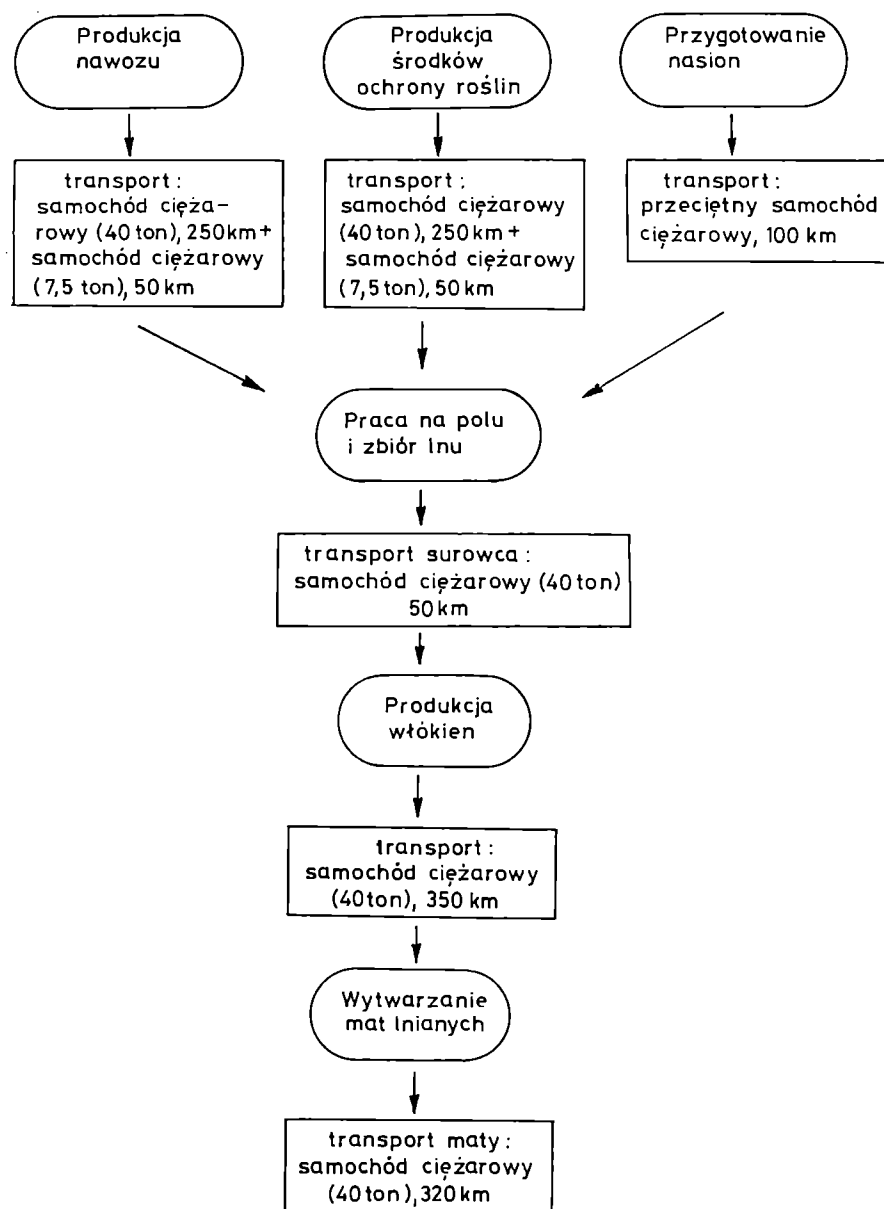 Produkcja
nawozu
Produkcja
środków
ochrony roślin
Przygotowanie
nasion
transport:
samochód cięża-
rowy (40 ton), 250km+
samochód ciężarowy
(7,5 ton), 50 km
transport:
samochód ciężarowy
(40 ton), 250km+
samochód ciężarowy
(7,5 ton), 50 km
transport:
przeciętny samochód
ciężarowy, 100 km
Praca na polu
i zbiór lnu
transport surowca:
samochód ciężarowy (40 ton)
50 km
Produkcja
włókien
transport:
samochód ciężarowy
(40 ton), 350 km
Wytwarzanie
mat lnianych
transport maty:
samochód ciężarowy
(40 ton), 320 km